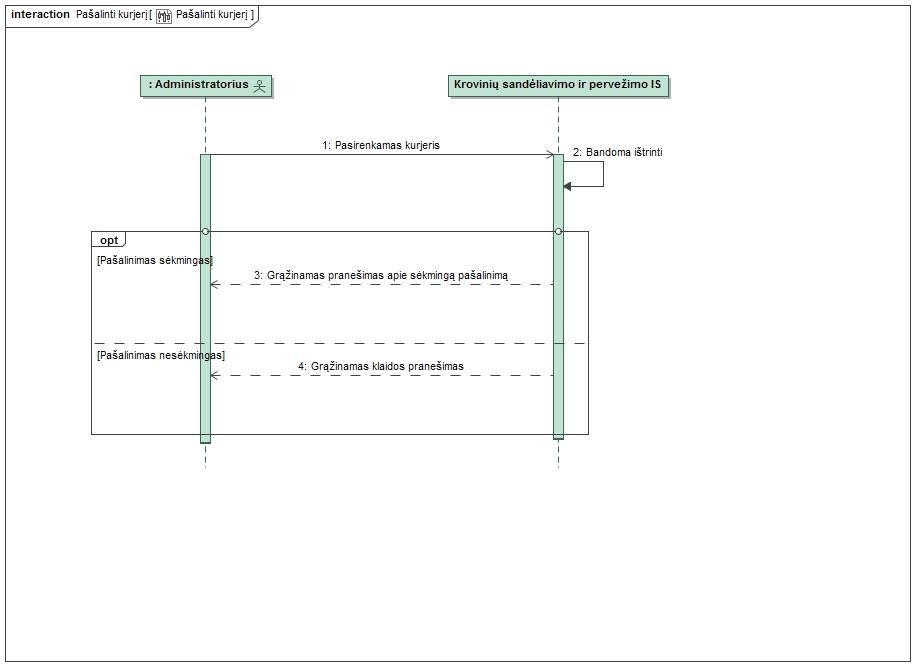 interaction Pašalinti kurjerį[ Pašalinti kurjerį ]
: Administratorius
Krovinių sandėliavimo ir pervežimo IS
1: Pasirenkamas kurjeris
2: Bandoma ištrinti
opt
[Pašalinimas sėkmingas]
3: Grąžinamas pranešimas apie sėkmingą pašalinimą
[Pašalinimas nesėkmingas]
4: Grąžinamas klaidos pranešimas